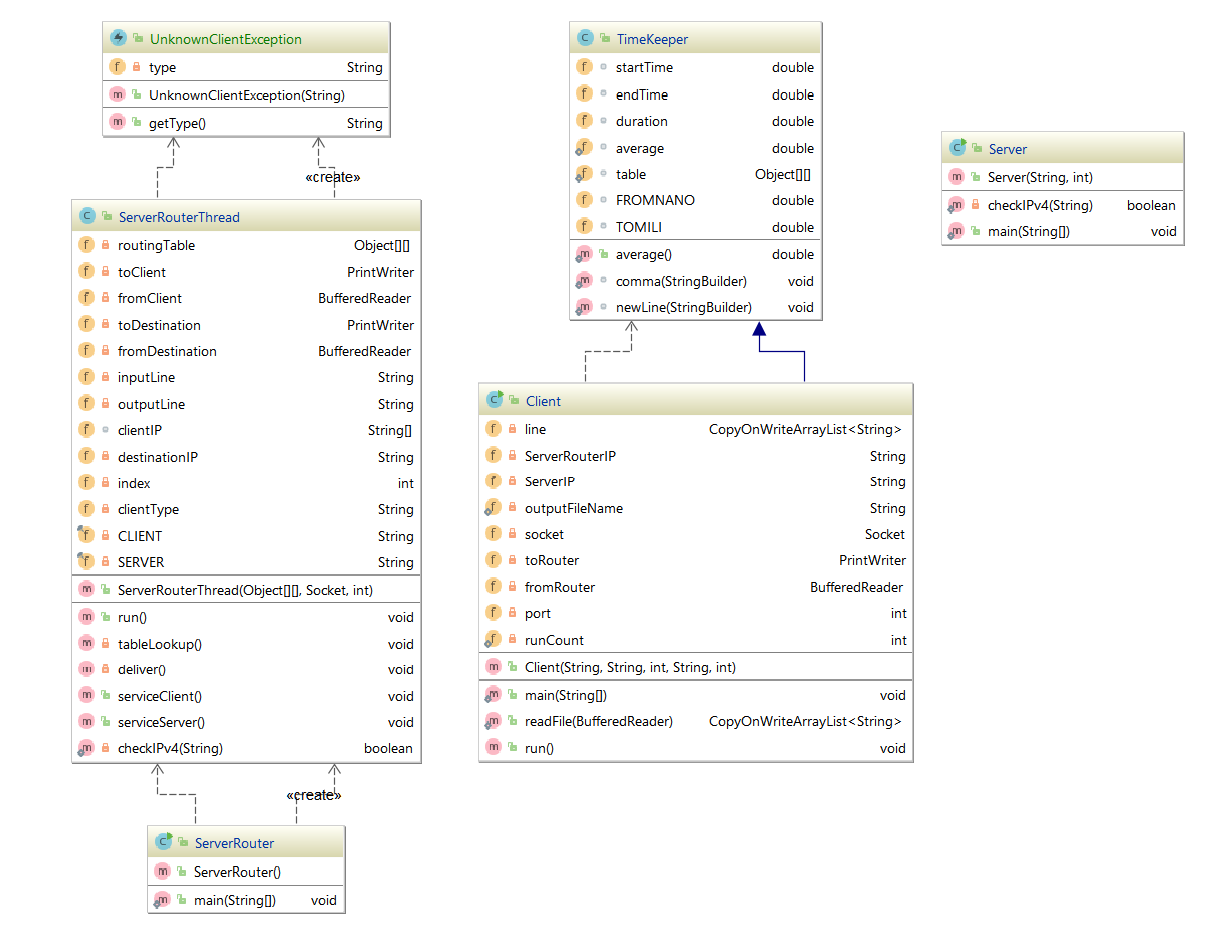 UnknownClientException
type String
UnknownClientException(String)
getType() String
«create»
ServerRouterThread
routingTable Object[][]
toClient PrintWriter
fromClient BufferedReader
toDestination PrintWriter
fromDestination BufferedReader
inputLine String
outputLine String
clientIP String[]
destinationIP String
index int
clientType String
CLIENT String
SERVER String
ServerRouterThread(Object[][], Socket, int)
run() void
tableLookup() void
deliver() void
serviceClient() void
serviceServer() void
checkIPv4(String) boolean
«create»
ServerRouter
ServerRouter()
main(String[]) void
TimeKeeper
startTime double
endTime double
duration double
average double
table Object[][]
FROMNANO double
TOMILI double
average() double
comma(StringBuilder) void
newLine(StringBuilder) void
Client
line CopyOnWriteArrayList<String>
ServerRouterIP String
ServerIP String
outputFileName String
socket Socket
toRouter PrintWriter
fromRouter BufferedReader
port int
runCount int
Client(String, String, int, String, int)
main(String[]) void
readFile(BufferedReader) CopyOnWriteArrayList<String>
run() void
Server
Server(String, int)
checkIPv4(String) boolean
main(String[]) void